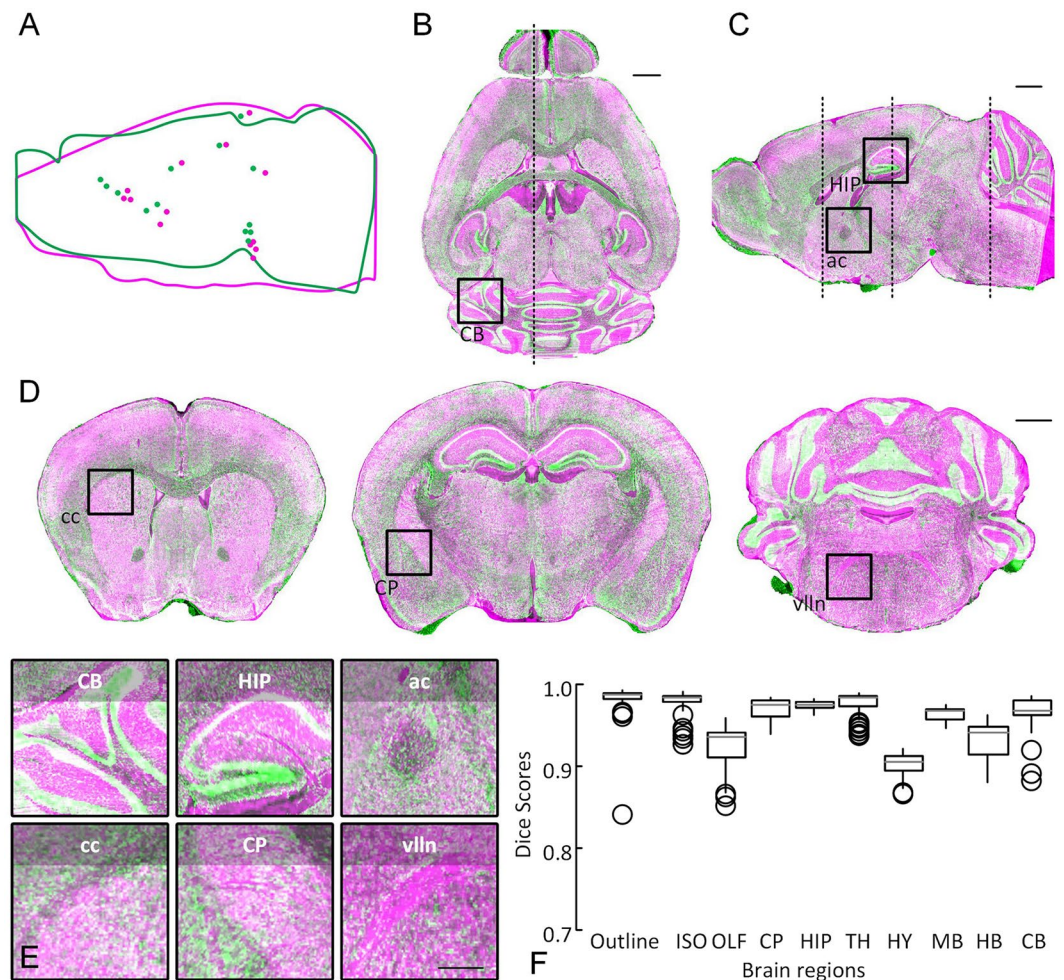 A
B
C
CB
HIP
ac
D
cc
CP
vlln
CB
HIP
ac
cc
CP
vlln
E
F
Dice Scores
1.0
0.9
0.8
0.7
Outline ISO OLF CP HIP TH HY MB HB CB
Brain regions